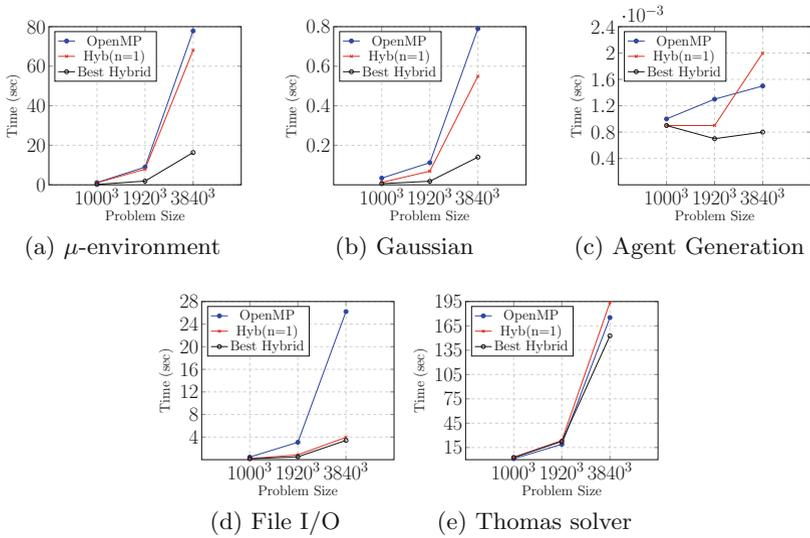 80
60
40
20
0
Time (sec)
OpenMP
Hyb(n=1)
Best Hybrid
1000³ 1920³ 3840³
Problem Size
(a) μ-environment
0.8
0.6
0.4
0.2
Time (sec)
OpenMP
Hyb(n=1)
Best Hybrid
1000³ 1920³ 3840³
Problem Size
(b) Gaussian
·10⁻³
2.4
2
1.6
1.2
0.8
0.4
Time (sec)
OpenMP
Hyb(n=1)
Best Hybrid
1000³ 1920³ 3840³
Problem Size
(c) Agent Generation
28
24
20
16
12
8
4
Time (sec)
OpenMP
Hyb(n=1)
Best Hybrid
1000³ 1920³ 3840³
Problem Size
(d) File I/O
195
165
135
105
75
45
15
Time (sec)
OpenMP
Hyb(n=1)
Best Hybrid
1000³ 1920³ 3840³
Problem Size
(e) Thomas solver